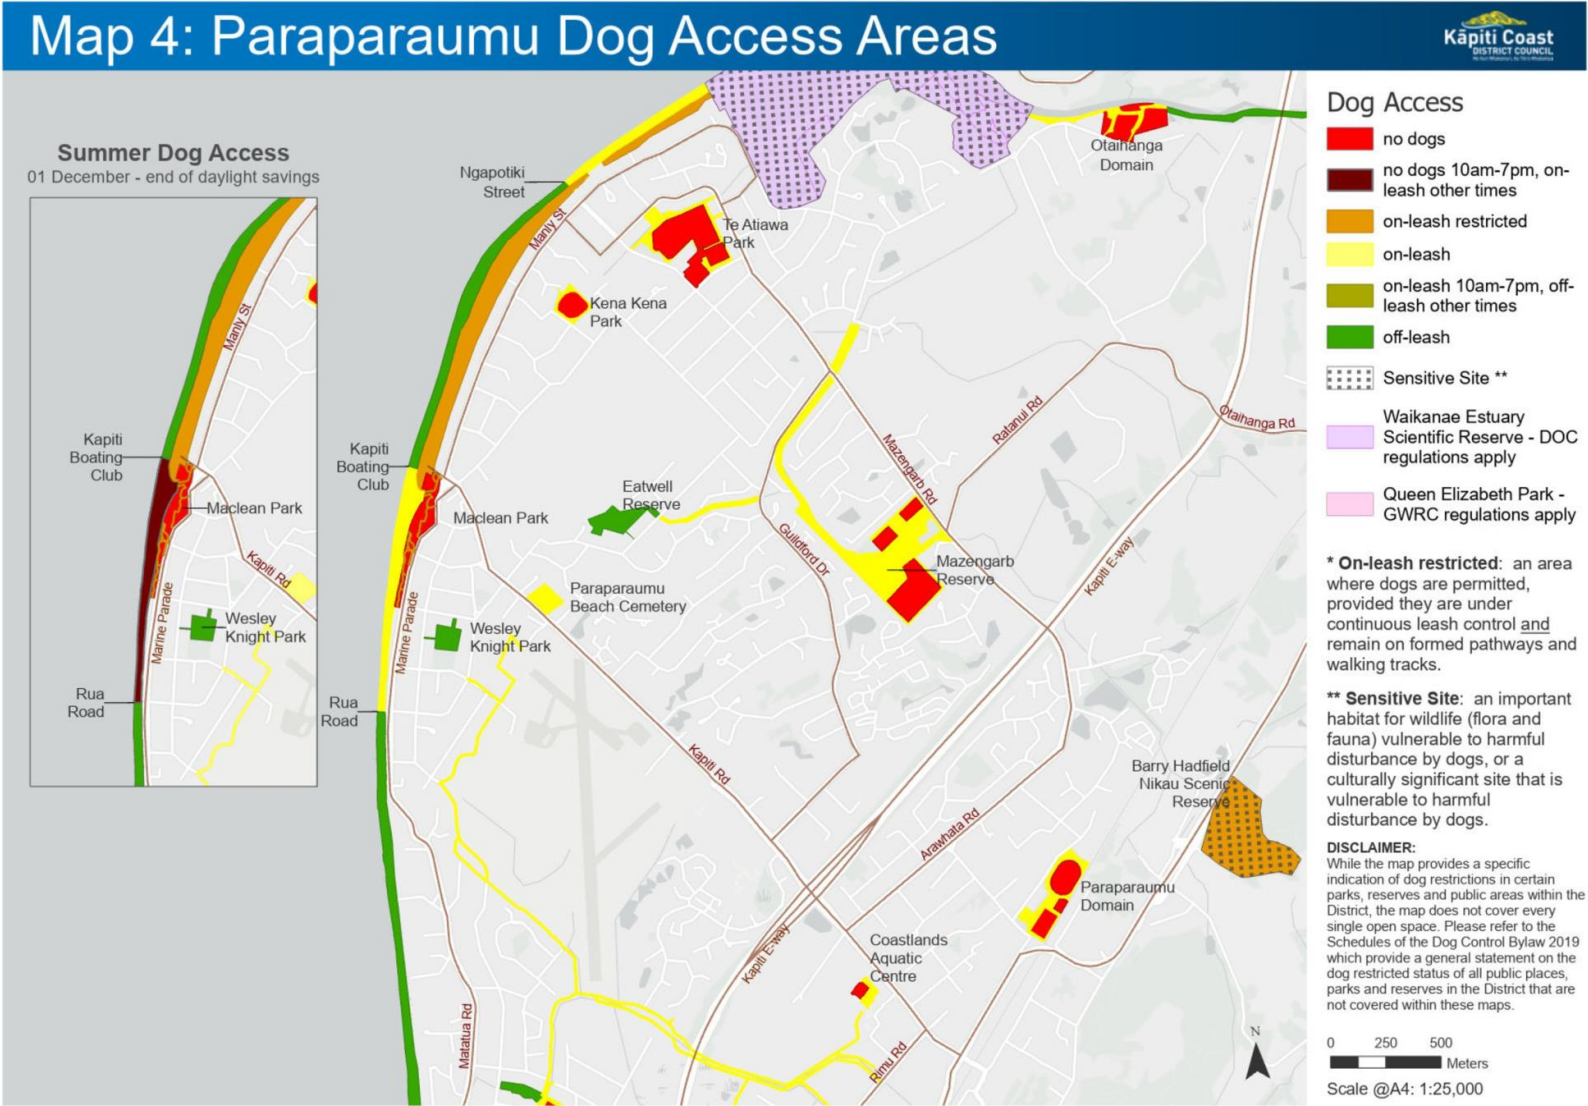 Map 4: Paraparaumu Dog Access Areas
Kāpiti Coast
DISTRICT COUNCIL
Summer Dog Access
01 December - end of daylight savings
Manly St
Kapiti
Boating
Club
Maclean Park
Kapiti Rd
Marine Parade
Wesley
Knight Park
Rua
Road
Ngapotiki
Street
Manly St
Te Atiawa
Park
Kena Kena
Park
Otaihanga
Domain
Kapiti
Boating
Club
Maclean Park
Eatwell
Reserve
Mazengarb Rd
Ratanui Rd
Otaihanga Rd
Guildford Dr
Mazengarb
Reserve
Kapiti E-way
Paraparaumu
Beach Cemetery
Marine Parade
Wesley
Knight Park
Rua
Road
Kapiti Rd
Barry Hadfield
Nikau Scenic
Reserve
Arawhata Rd
Paraparaumu
Domain
Coastlands
Aquatic
Centre
Kapiti E-way
Matatua Rd
Rimu Rd
N
Dog Access
no dogs
no dogs 10am-7pm, on-
leash other times
on-leash restricted
on-leash
on-leash 10am-7pm, off-
leash other times
off-leash
Sensitive Site **
Waikanae Estuary
Scientific Reserve - DOC
regulations apply
Queen Elizabeth Park -
GWRC regulations apply
* On-leash restricted: an area
where dogs are permitted,
provided they are under
continuous leash control and
remain on formed pathways and
walking tracks.
** Sensitive Site: an important
habitat for wildlife (flora and
fauna) vulnerable to harmful
disturbance by dogs, or a
culturally significant site that is
vulnerable to harmful
disturbance by dogs.
DISCLAIMER:
While the map provides a specific
indication of dog restrictions in certain
parks, reserves and public areas within the
District, the map does not cover every
single open space. Please refer to the
Schedules of the Dog Control Bylaw 2019
which provide a general statement on the
dog restricted status of all public places,
parks and reserves in the District that are
not covered within these maps.
0 250 500
Meters
Scale @A4: 1:25,000